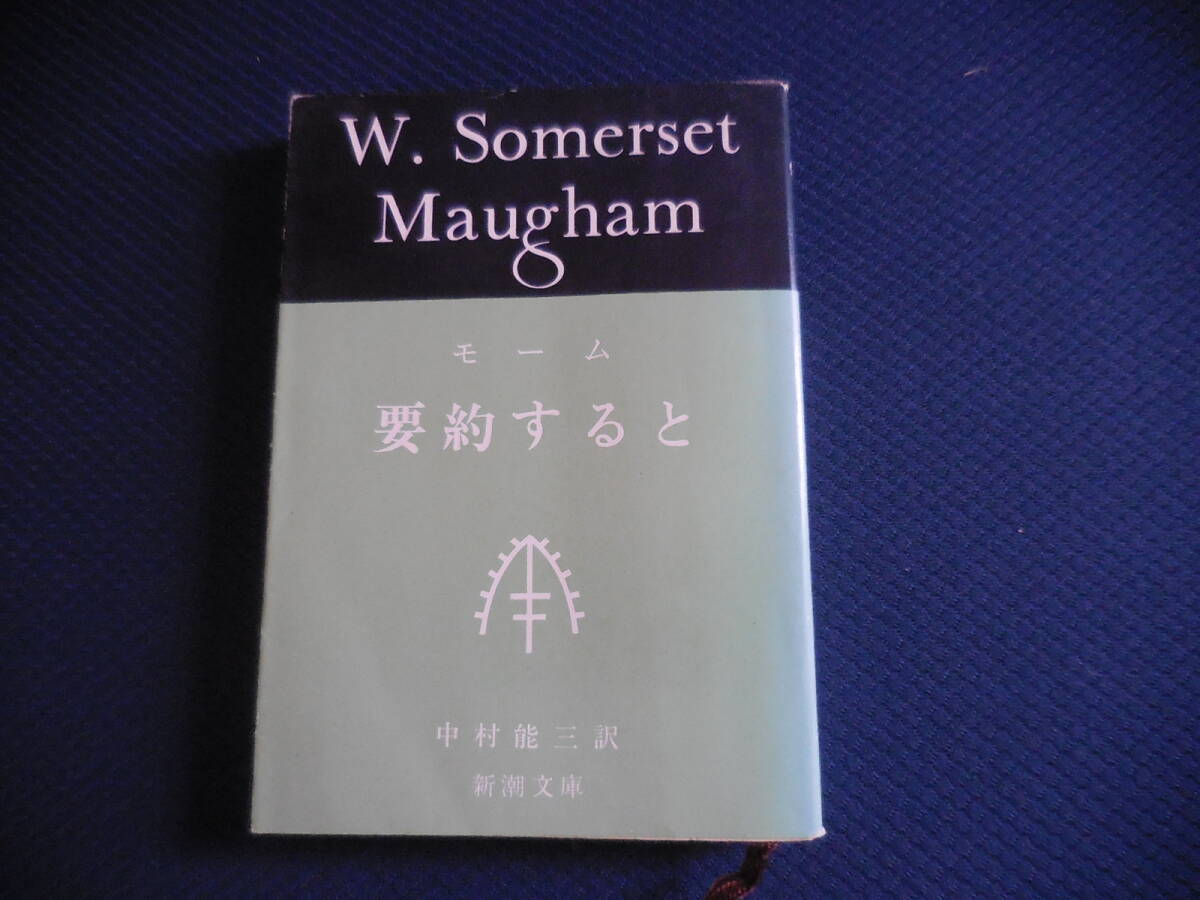 W. Somerset
Maugham
モーム
要約すると
中村能三訳
新潮文庫